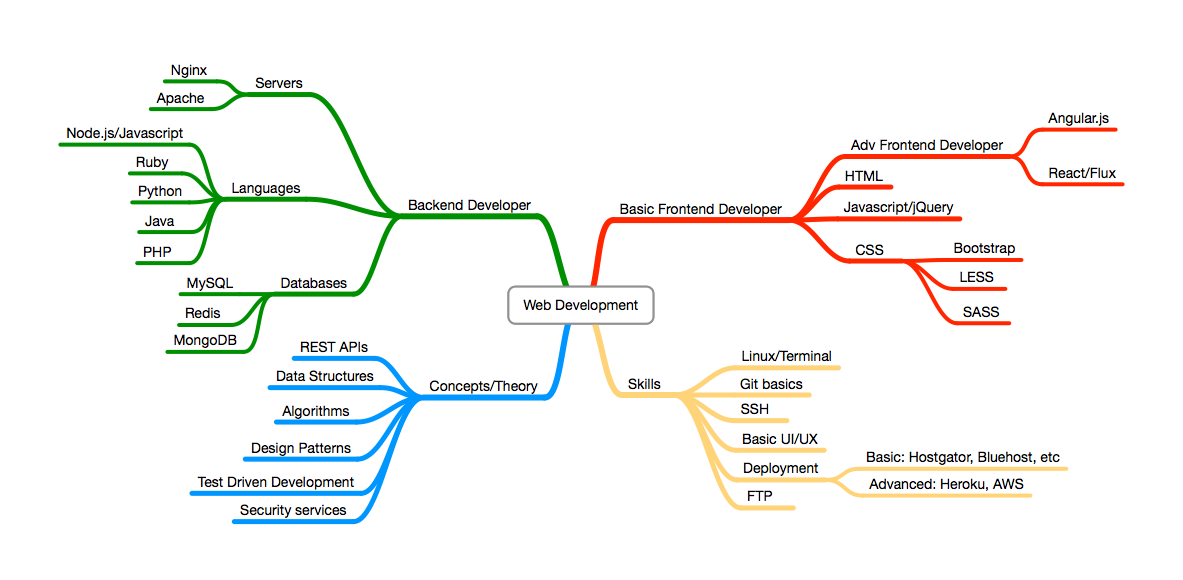 Nginx
Servers
Apache
Node.js/Javascript
Ruby
Languages
Python
Java
PHP
Backend Developer
MySQL
Databases
Redis
MongoDB
Angular.js
Adv Frontend Developer
React/Flux
HTML
Basic Frontend Developer
Javascript/jQuery
CSS
Bootstrap
LESS
SASS
Web Development
REST APIs
Data Structures
Concepts/Theory
Algorithms
Design Patterns
Test Driven Development
Security services
Linux/Terminal
Skills
Git basics
SSH
Basic UI/UX
Deployment
Basic: Hostgator, Bluehost, etc
Advanced: Heroku, AWS
FTP